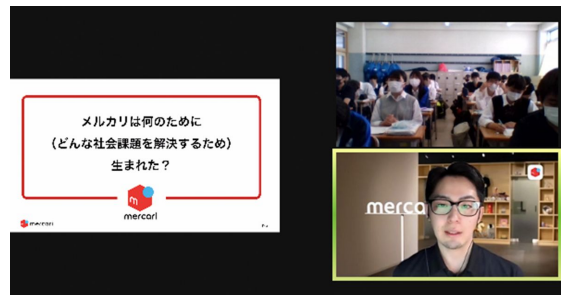 メルカリは何のために
（どんな社会課題を解決するため）
生まれた？
mercari
mercari
merca